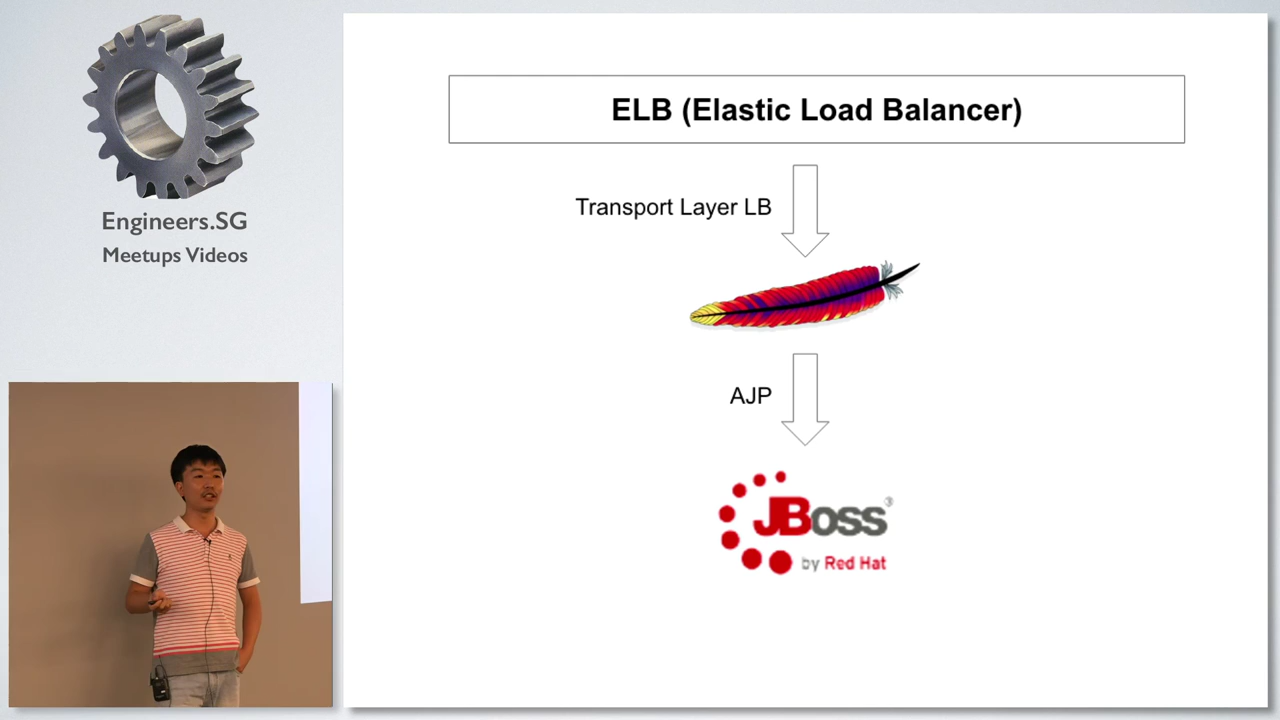 Engineers.SG
Meetups Videos
ELB (Elastic Load Balancer)
Transport Layer LB
AJP
JBoss®
by Red Hat